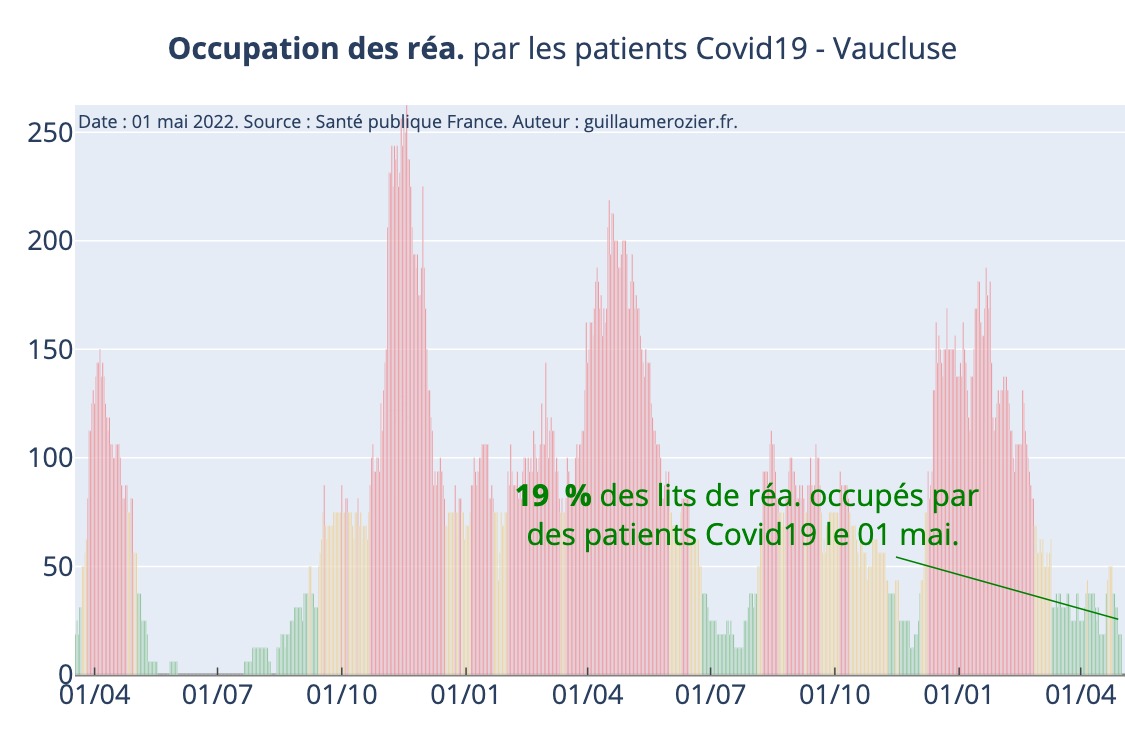 Occupation des réa. par les patients Covid19 - Vaucluse
Date : 01 mai 2022. Source : Santé publique France. Auteur : guillaumerozier.fr.
250
200
150
100
50
0
19 % des lits de réa. occupés par
des patients Covid19 le 01 mai.
01/04 01/07 01/10 01/01 01/04 01/07 01/10 01/01 01/04